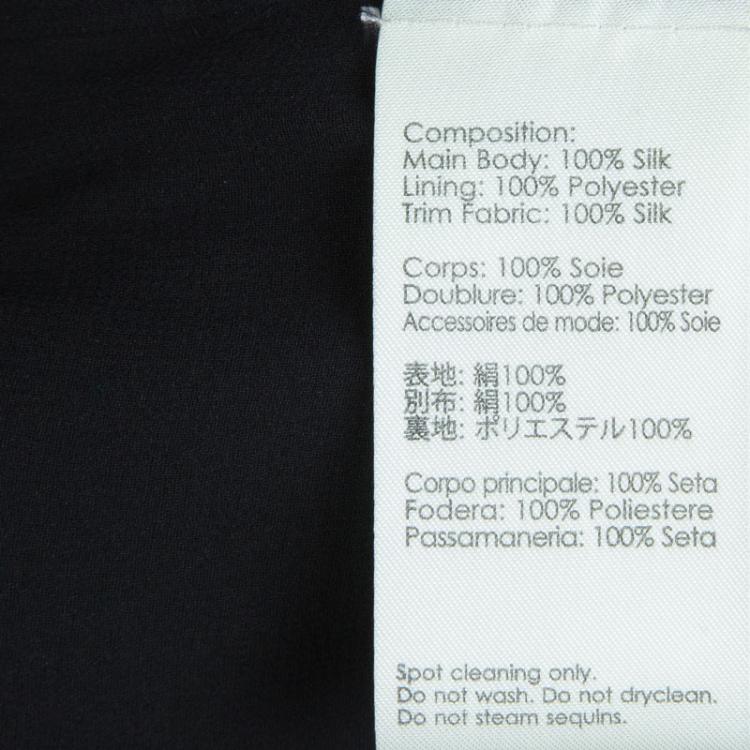 Composition:
Main Body: 100% Silk
Lining: 100% Polyester
Trim Fabric: 100% Silk
Corps: 100% Soie
Doublure: 100% Polyester
Accessoires de mode: 100% Soie
表地: 絹100%
別布: 絹100%
裏地: ポリエステル100%
Corpo principale: 100% Seta
Fodera: 100% Poliestere
Passamaneria: 100% Seta
Spot cleaning only.
Do not wash. Do not dryclean.
Do not steam sequins.